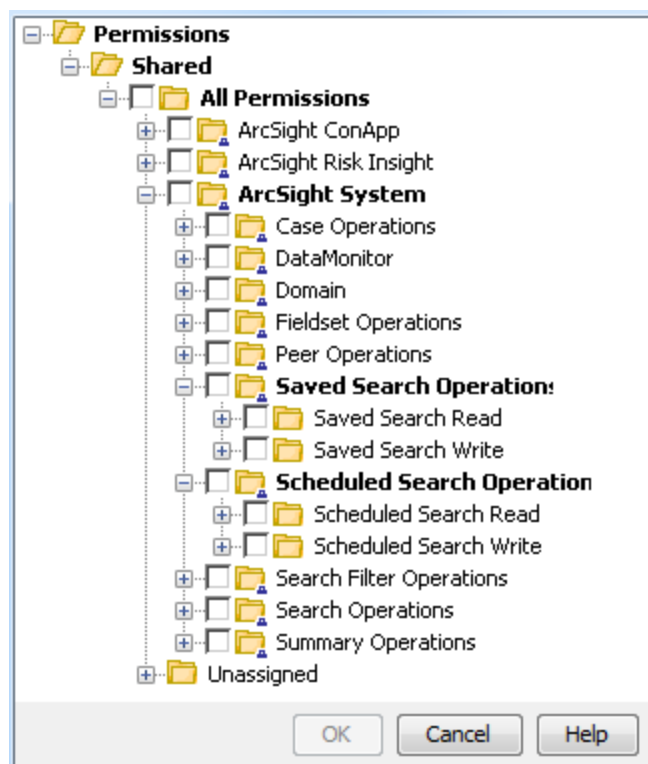 Permissions
Shared
All Permissions
ArcSight ConApp
ArcSight Risk Insight
ArcSight System
Case Operations
DataMonitor
Domain
Fieldset Operations
Peer Operations
Saved Search Operations
Saved Search Read
Saved Search Write
Scheduled Search Operation
Scheduled Search Read
Scheduled Search Write
Search Filter Operations
Search Operations
Summary Operations
Unassigned
OK Cancel Help